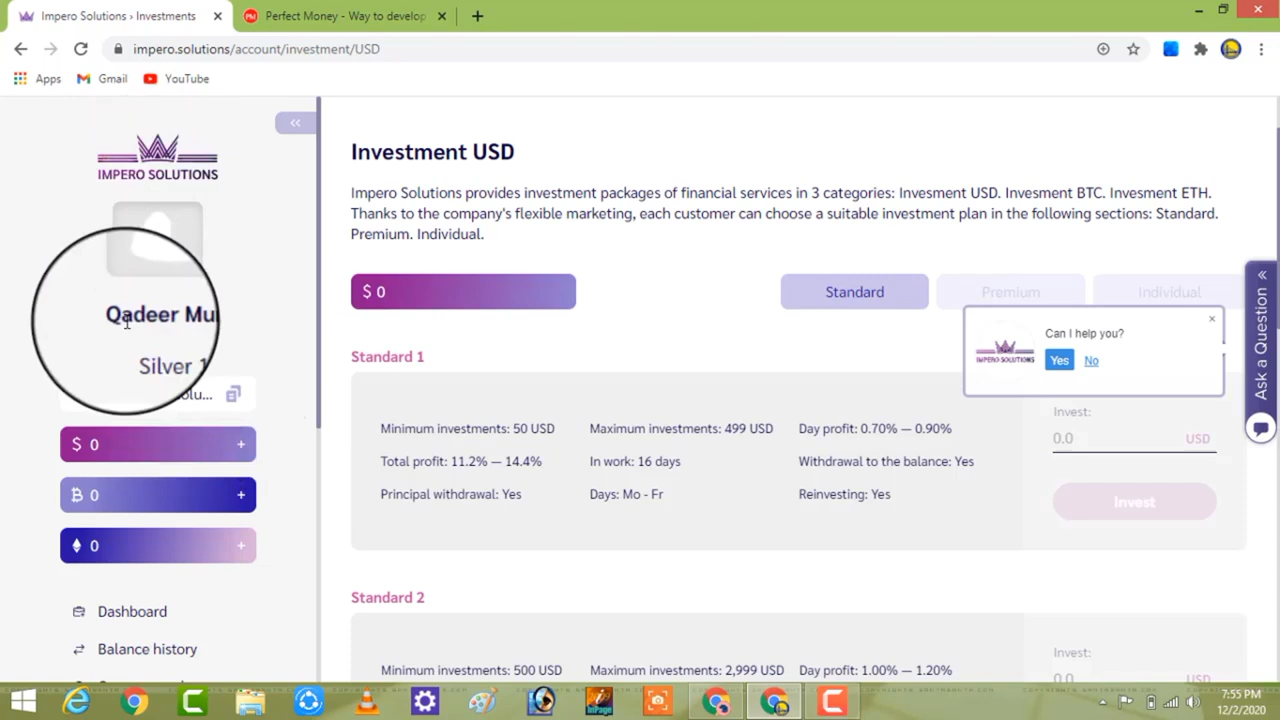 Impero Solutions › Investments
Perfect Money - Way to develop
impero.solutions/account/investment/USD
Apps
Gmail
YouTube
IMPERO SOLUTIONS
Qadeer Mu
Silver 1
olu...
$ 0
+
0
+
0
+
Dashboard
Balance history
Investment USD
Impero Solutions provides investment packages of financial services in 3 categories: Invesment USD. Invesment BTC. Invesment ETH.
Thanks to the company's flexible marketing, each customer can choose a suitable investment plan in the following sections: Standard.
Premium. Individual.
$ 0
Standard
Premium
Individual
Can I help you?
IMPERO SOLUTIONS
Yes
No
Ask a Question
Standard 1
Minimum investments: 50 USD
Maximum investments: 499 USD
Day profit: 0.70% — 0.90%
Total profit: 11.2% — 14.4%
In work: 16 days
Withdrawal to the balance: Yes
Principal withdrawal: Yes
Days: Mo - Fr
Reinvesting: Yes
Invest:
0.0
USD
Invest
Standard 2
Minimum investments: 500 USD
Maximum investments: 2,999 USD
Day profit: 1.00% — 1.20%
Invest:
0.0
USD
7:55 PM
12/2/2020